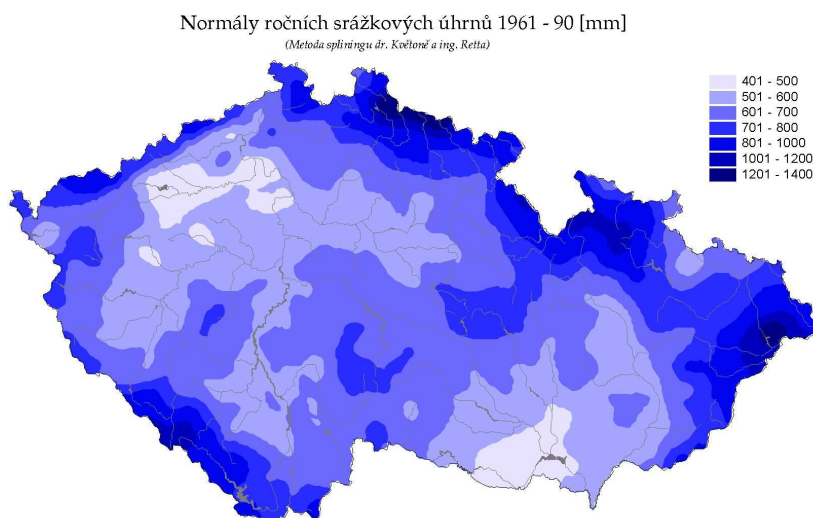 Normály ročních srážkových úhrnů 1961 - 90 [mm]
(Metoda spliningu dr. Květoně a ing. Retta)
401 - 500
501 - 600
601 - 700
701 - 800
801 - 1000
1001 - 1200
1201 - 1400